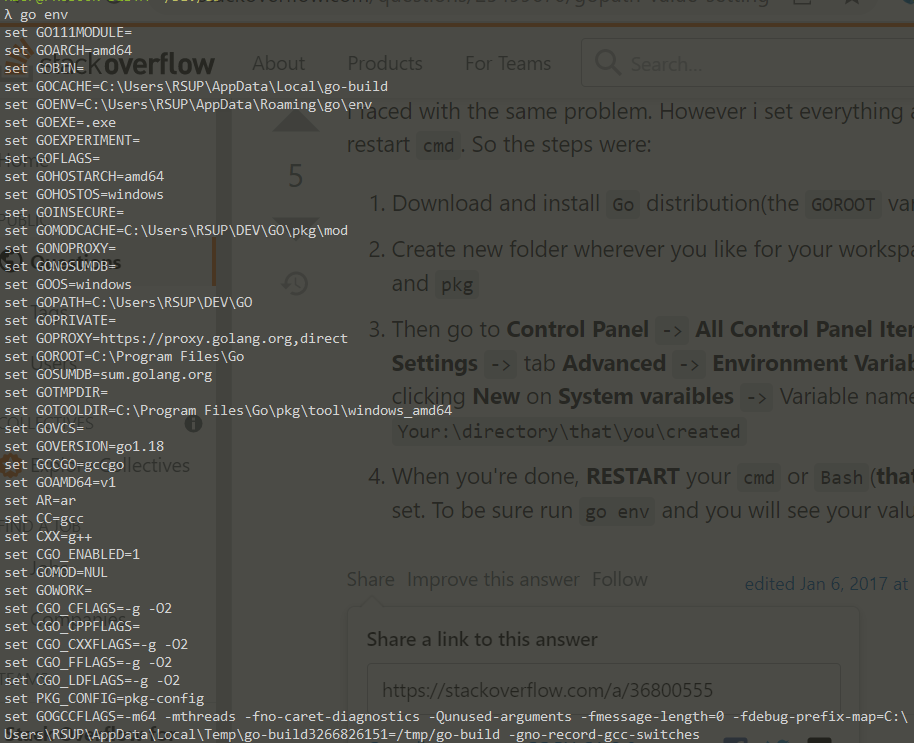 λ go env
set GO111MODULE=
set GOARCH=amd64
set GOBIN=
set GOCACHE=C:\Users\RSUP\AppData\Local\go-build
set GOENV=C:\Users\RSUP\AppData\Roaming\go\env
set GOEXE=.exe
set GOEXPERIMENT=
set GOFLAGS=
set GOHOSTARCH=amd64
set GOHOSTOS=windows
set GOINSECURE=
set GOMODCACHE=C:\Users\RSUP\DEV\GO\pkg\mod
set GONOPROXY=
set GONOSUMDB=
set GOOS=windows
set GOPATH=C:\Users\RSUP\DEV\GO
set GOPRIVATE=
set GOPROXY=https://proxy.golang.org,direct
set GOROOT=C:\Program Files\Go
set GOSUMDB=sum.golang.org
set GOTMPDIR=
set GOTOOLDIR=C:\Program Files\Go\pkg\tool\windows_amd64
set GOVCS=
set GOVERSION=go1.18
set GCCGO=gccgo
set GOAMD64=v1
set AR=ar
set CC=gcc
set CXX=g++
set CGO_ENABLED=1
set GOMOD=NUL
set GOWORK=
set CGO_CFLAGS=-g -O2
set CGO_CPPFLAGS=
set CGO_CXXFLAGS=-g -O2
set CGO_FFLAGS=-g -O2
set CGO_LDFLAGS=-g -O2
set PKG_CONFIG=pkg-config
set GOGCCFLAGS=-m64 -mthreads -fno-caret-diagnostics -Qunused-arguments -fmessage-length=0 -fdebug-prefix-map=C:\
Users\RSUP\AppData\Local\Temp\go-build3266826151=/tmp/go-build -gno-record-gcc-switches
stackoverflow
About Products For Teams Search...
I faced with the same problem. However i set everything a
restart cmd . So the steps were:
5
1. Download and install Go distribution(the GOROOT var
2. Create new folder wherever you like for your workspa
and pkg
3. Then go to Control Panel -> All Control Panel Iter
Settings -> tab Advanced -> Environment Variab
clicking New on System varaibles -> Variable name
Your:\directory\that\you\created
4. When you're done, RESTART your cmd or Bash (that
set. To be sure run go env and you will see your valu
Share Improve this answer Follow
edited Jan 6, 2017 at
Share a link to this answer
https://stackoverflow.com/a/36800555
Questions
Tags
Users
Explore Collectives